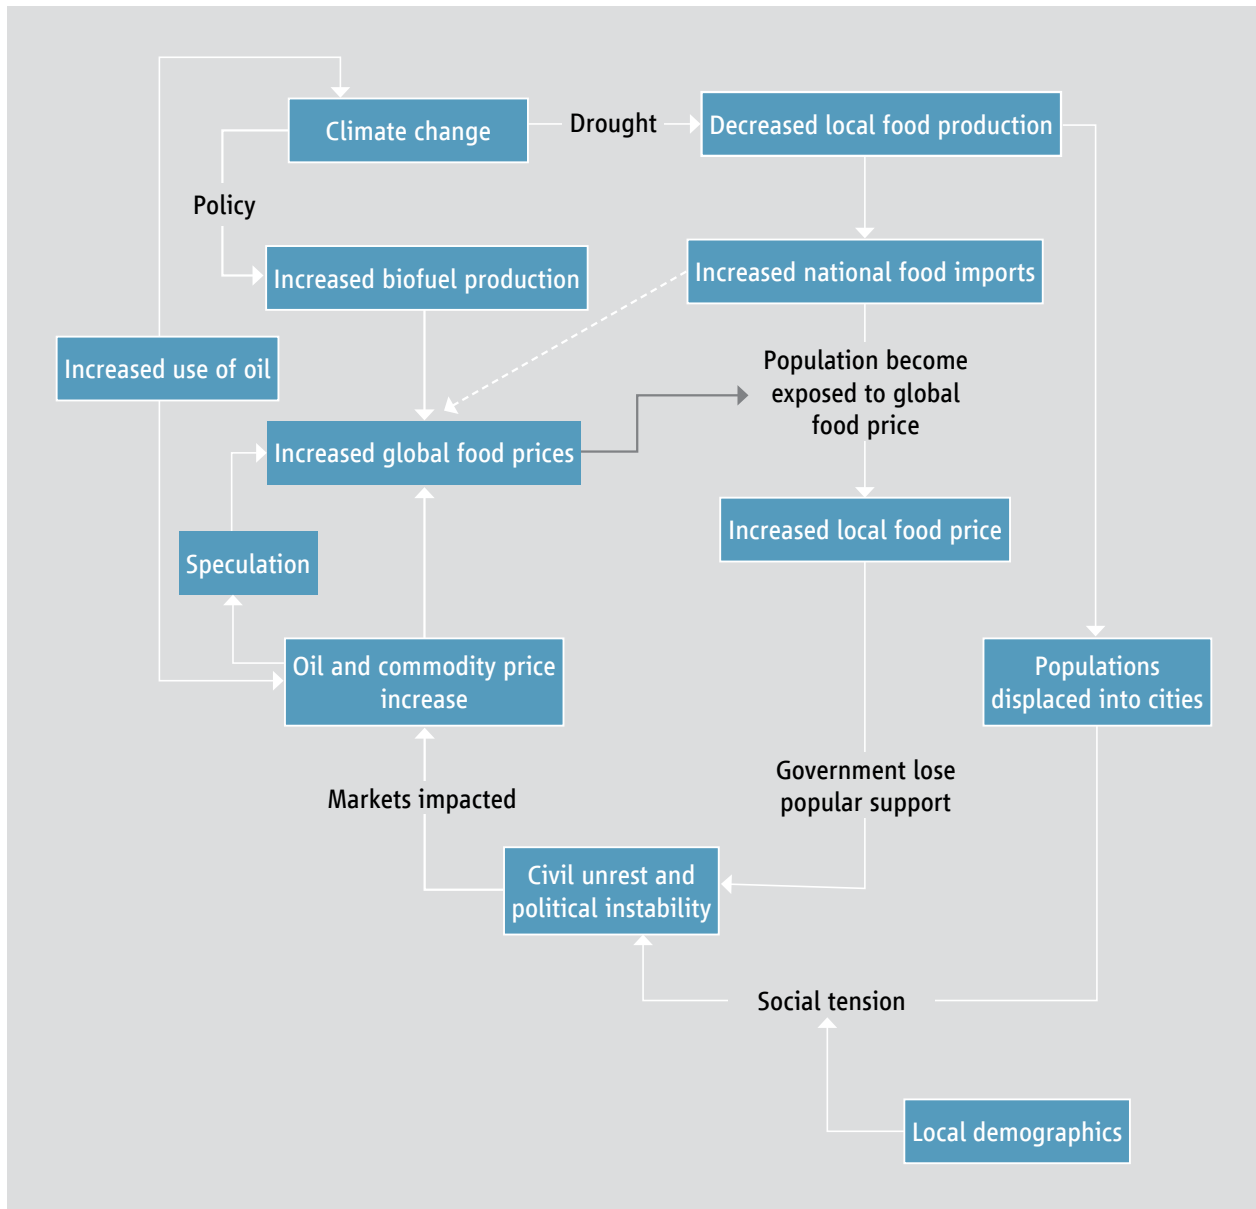 Climate change
Drought
Decreased local food production
Policy
Increased biofuel production
Increased national food imports
Increased use of oil
Population become
exposed to global
food price
Increased global food prices
Increased local food price
Speculation
Oil and commodity price
increase
Populations
displaced into cities
Government lose
popular support
Markets impacted
Civil unrest and
political instability
Social tension
Local demographics